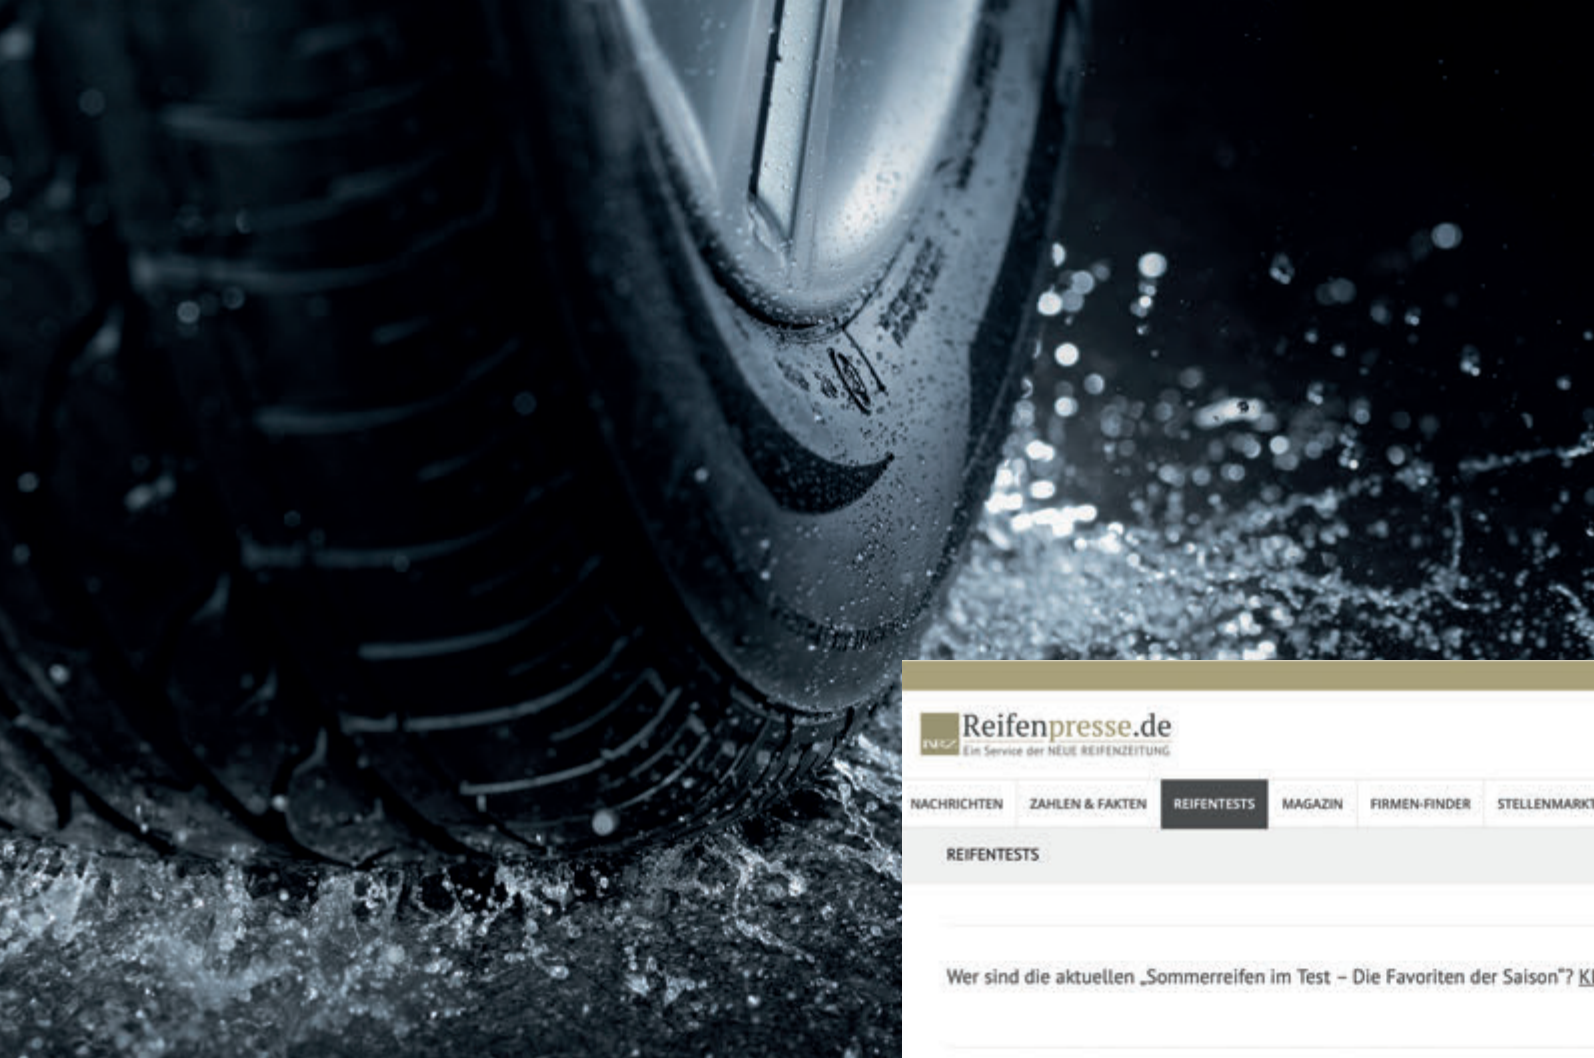 NRZ
Reifenpresse.de
Ein Service der NEUE REIFENZEITUNG
NACHRICHTEN ZAHLEN & FAKTEN REIFENTESTS MAGAZIN FIRMEN-FINDER STELLENMARKT
REIFENTESTS
Wer sind die aktuellen „Sommerreifen im Test – Die Favoriten der Saison“?